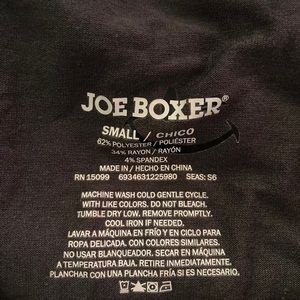 JOE BOXER®
SMALL / CHICO
62% POLYESTER / POLIÉSTER
34% RAYON / RAYÓN
4% SPANDEX
MADE IN / HECHO EN CHINA
RN 15099 6934631225980 SEAS: S6
MACHINE WASH COLD GENTLE CYCLE.
WITH LIKE COLORS. DO NOT BLEACH.
TUMBLE DRY LOW. REMOVE PROMPTLY.
COOL IRON IF NEEDED.
LAVAR A MÁQUINA EN FRÍO Y EN CICLO PARA
ROPA DELICADA. CON COLORES SIMILARES.
NO USAR BLANQUEADOR. SECAR EN MÁQUINA
A TEMPERATURA BAJA. RETIRE INMEDIATAMENTE.
PLANCHAR CON UNA PLANCHA FRÍA SI ES NECESARIO.